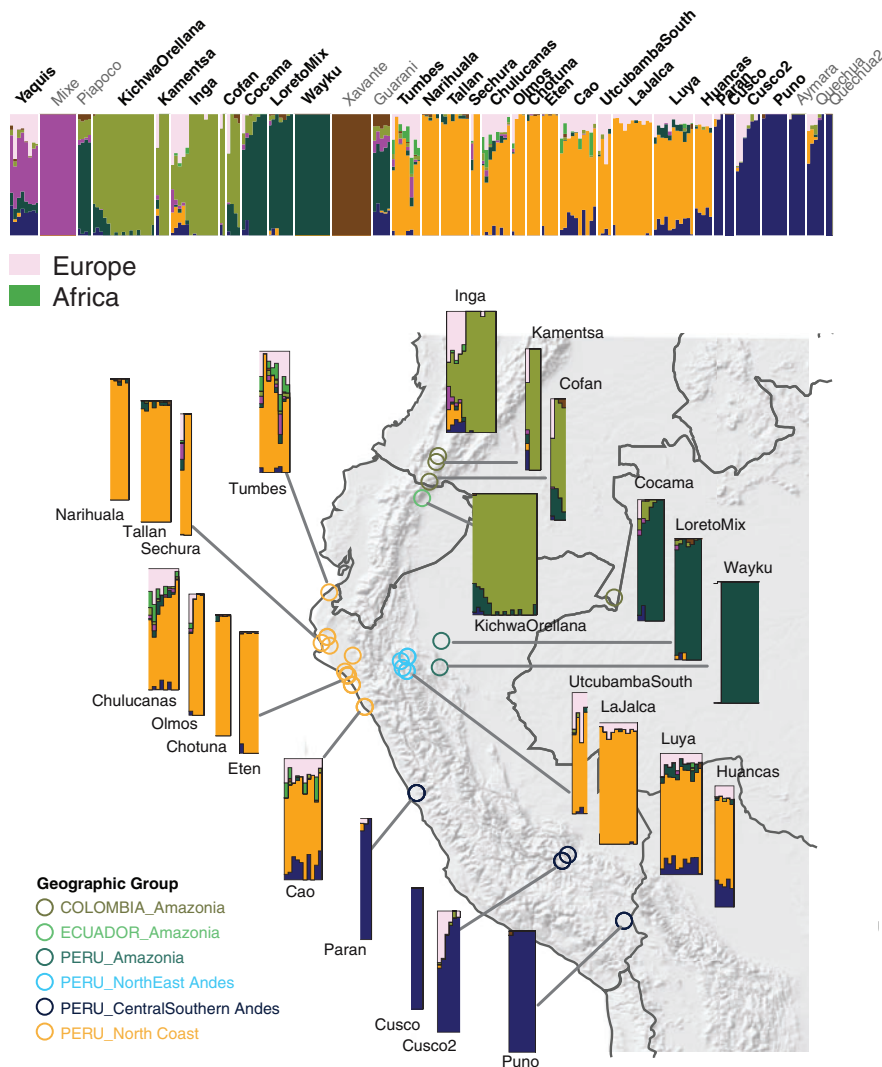 Yaquis
Mixe
Piapoco
KichwaOrellana
Kamentsa
Inga
Cofan
Cocama
LoretoMix
Wayku
Xavante
Guarani
Tumbes
Narihuala
Tallan
Sechura
Chulucanas
Olmos
Chotuna
Eten
Cao
UtcubambaSouth
LaJalca
Luya
Huancas
Paran
Cusco
Cusco2
Puno
Aymara
Quechua
Quechua2
Europe
Africa
Inga
Kamentsa
Cofan
Tumbes
Narihuala
Tallan
Sechura
Cocama
LoretoMix
Wayku
KichwaOrellana
Chulucanas
Olmos
Chotuna
Eten
UtcubambaSouth
LaJalca
Luya
Huancas
Cao
Paran
Cusco
Cusco2
Puno
Geographic Group
COLOMBIA_Amazonia
ECUADOR_Amazonia
PERU_Amazonia
PERU_NorthEast Andes
PERU_CentralSouthern Andes
PERU_North Coast